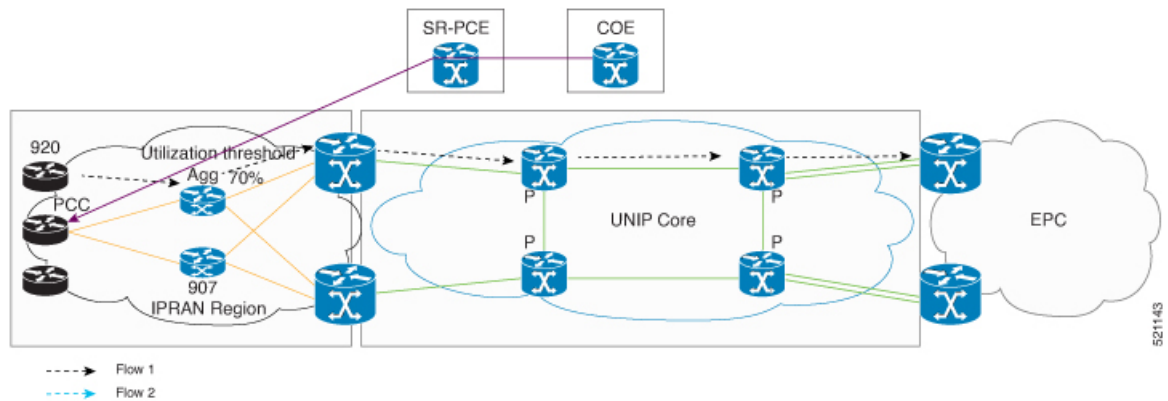 SR-PCE
COE
920
Utilization threshold
Agg 70%
PCC
P
P
UNIP Core
EPC
P
P
907
IPRAN Region
521143
Flow 1
Flow 2